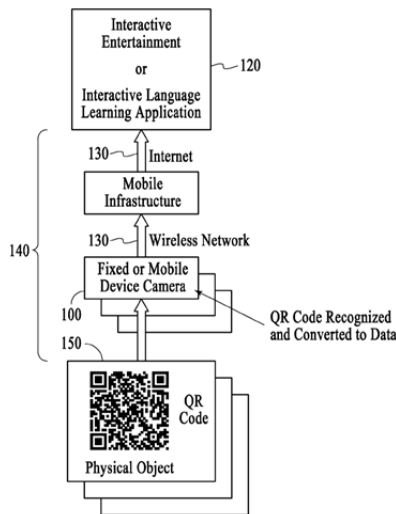 Interactive
Entertainment
or
Interactive Language
Learning Application
120
130
Internet
Mobile
Infrastructure
140
130
Wireless Network
Fixed or Mobile
Device Camera
100
QR Code Recognized
and Converted to Data
150
QR
Code
Physical Object